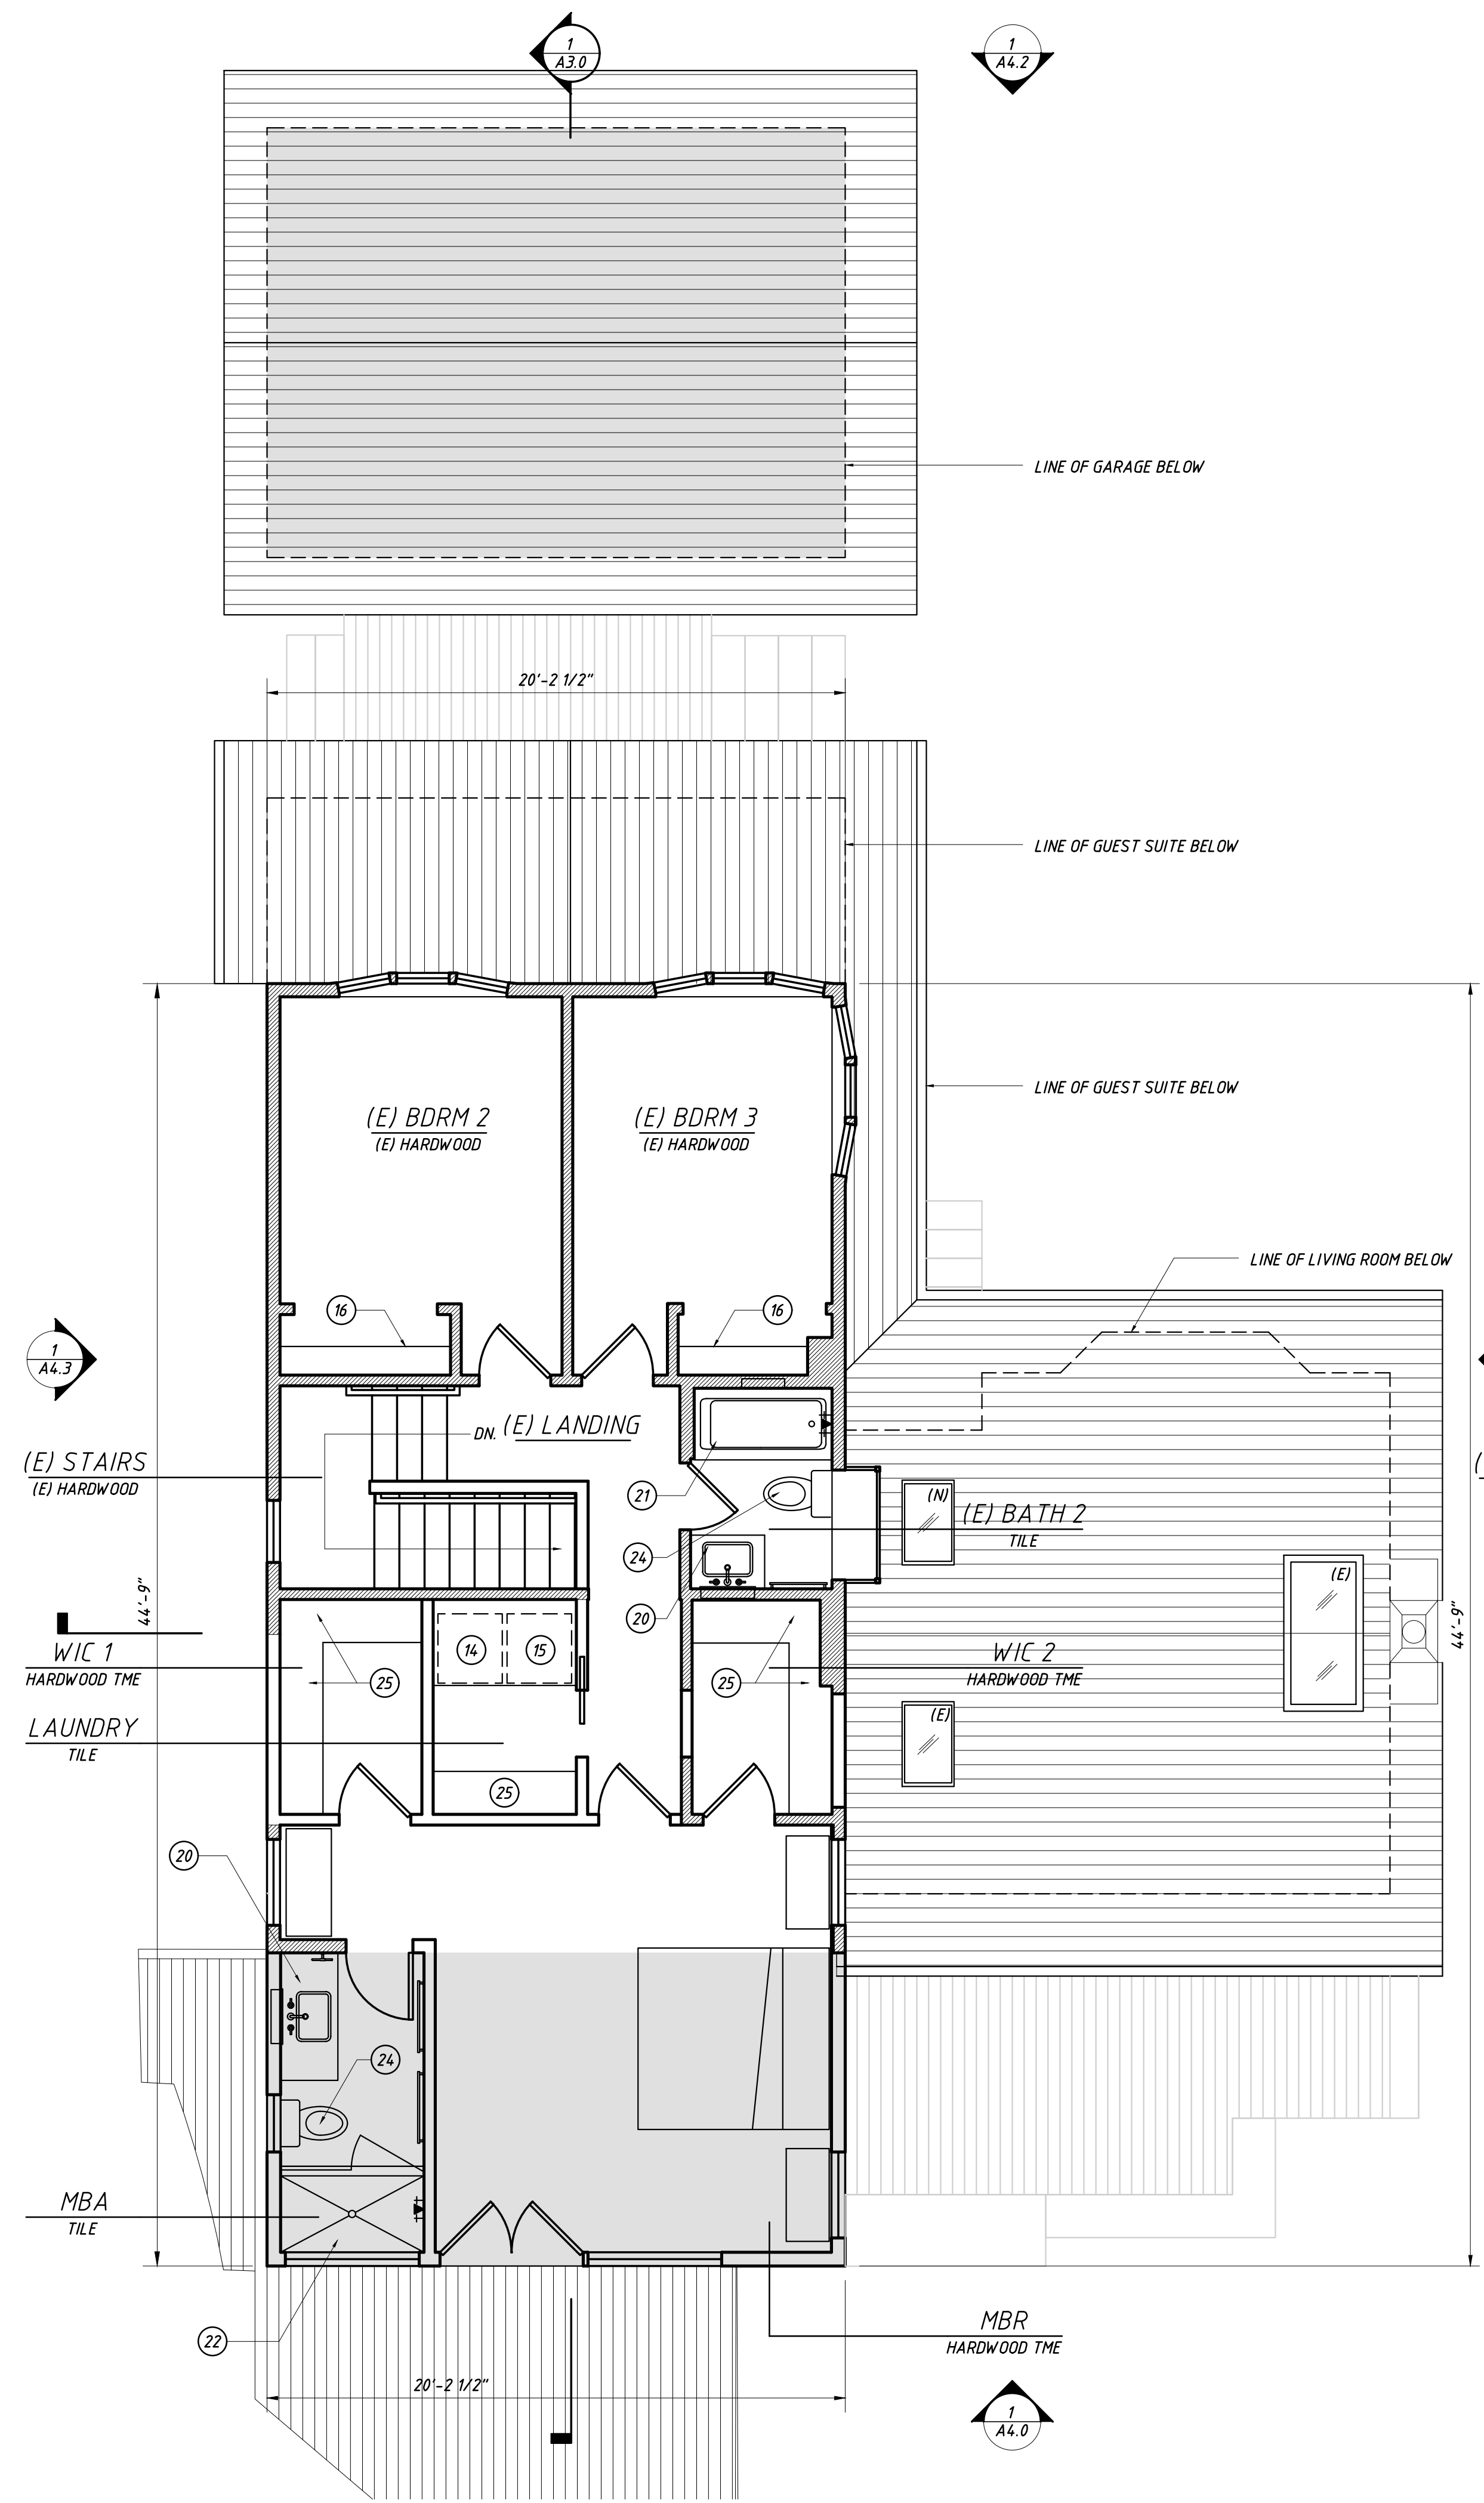 1
A3.0
1
A4.2
LINE OF GARAGE BELOW
20'-2 1/2"
LINE OF GUEST SUITE BELOW
LINE OF GUEST SUITE BELOW
(E) BDRM 2
(E) HARDWOOD
(E) BDRM 3
(E) HARDWOOD
LINE OF LIVING ROOM BELOW
16
16
1
A4.3
DN.
(E) LANDING
(E) STAIRS
(E) HARDWOOD
21
(N)
(E) BATH 2
TILE
24
(E)
44'-9"
20
44'-9"
WIC 1
HARDWOOD TME
14
15
25
25
WIC 2
HARDWOOD TME
LAUNDRY
TILE
(E)
25
20
24
MBA
TILE
22
MBR
HARDWOOD TME
20'-2 1/2"
1
A4.0